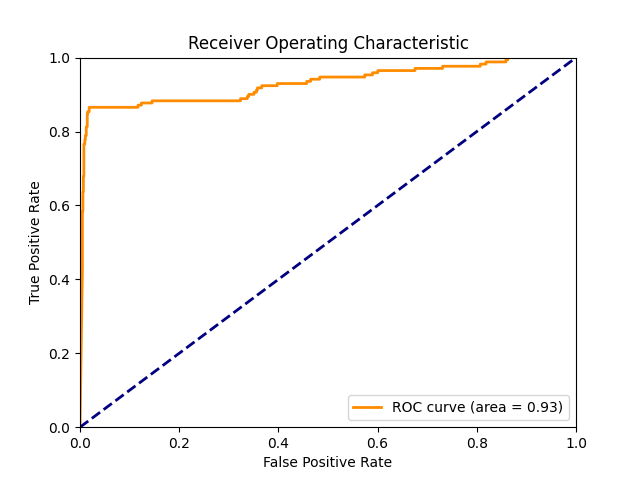 Receiver Operating Characteristic
1.0
0.8
0.6
0.4
0.2
0.0
True Positive Rate
ROC curve (area = 0.93)
0.0 0.2 0.4 0.6 0.8 1.0
False Positive Rate